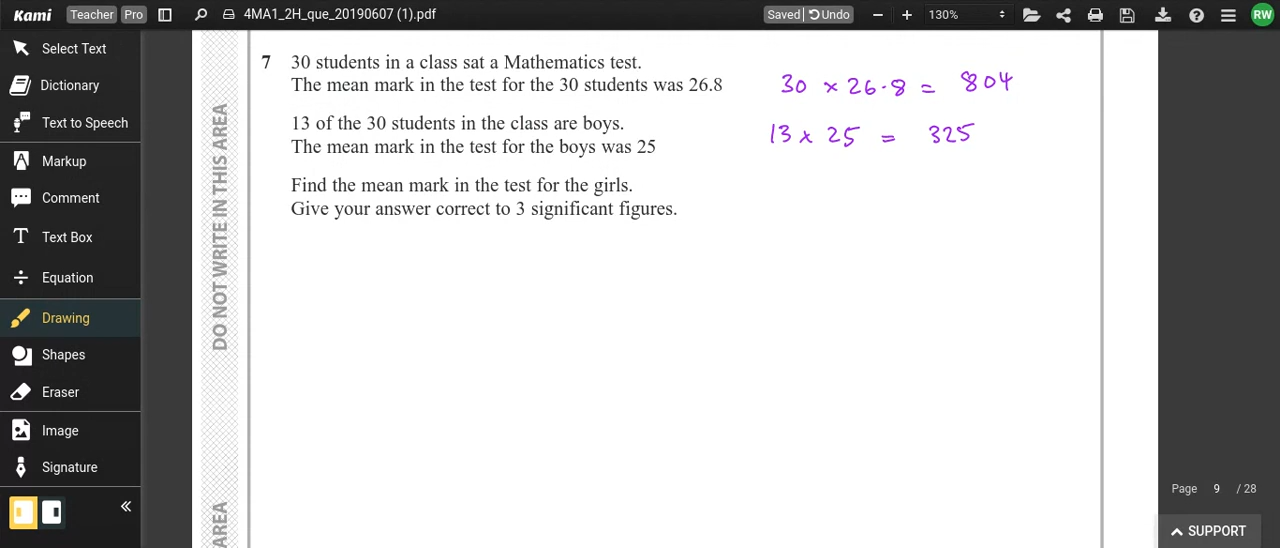 Kami Teacher Pro 4MA1_2H_que_20190607 (1).pdf Saved Undo 130% RW
Select Text
Dictionary
Text to Speech
Markup
Comment
Text Box
Equation
Drawing
Shapes
Eraser
Image
Signature
DO NOT WRITE IN THIS AREA
AREA
7 30 students in a class sat a Mathematics test.
The mean mark in the test for the 30 students was 26.8
30 × 26.8 = 804
13 of the 30 students in the class are boys.
The mean mark in the test for the boys was 25
13 × 25 = 325
Find the mean mark in the test for the girls.
Give your answer correct to 3 significant figures.
Page 9 / 28
SUPPORT